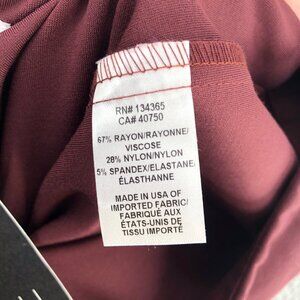 RN# 134365
CA# 40750
67% RAYON/RAYONNE/
VISCOSE
28% NYLON/NYLON
5% SPANDEX/ELASTANE/
ÉLASTHANNE
MADE IN USA OF
IMPORTED FABRIC/
FABRIQUÉ AUX
ÉTATS-UNIS DE
TISSU IMPORTÉ